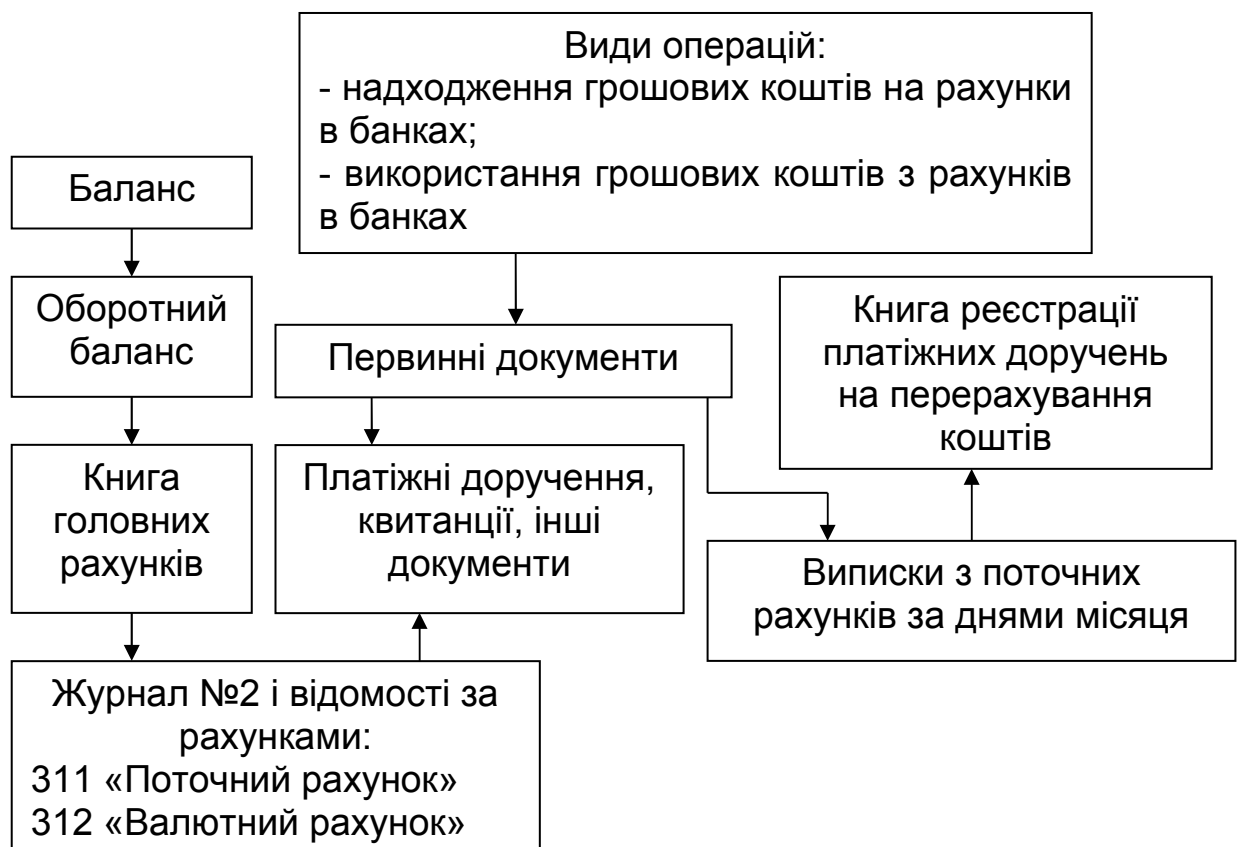 Види операцій:
- надходження грошових коштів на рахунки
в банках;
- використання грошових коштів з рахунків
в банках
Баланс
Оборотний
баланс
Первинні документи
Книга реєстрації
платіжних доручень
на перерахування
коштів
Книга
головних
рахунків
Платіжні доручення,
квитанції, інші
документи
Виписки з поточних
рахунків за днями місяця
Журнал №2 і відомості за
рахунками:
311 «Поточний рахунок»
312 «Валютний рахунок»